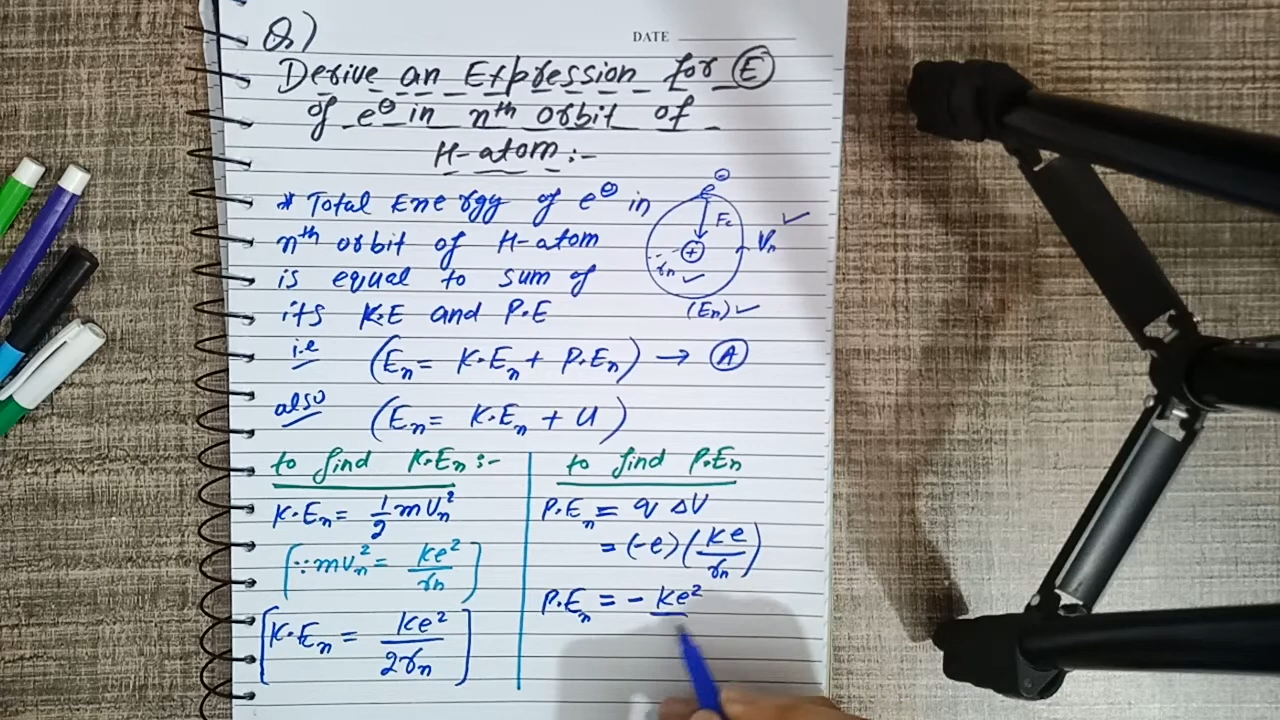 Q.)
DATE
Derive an Expression for E
of e⊖ in nth orbit of
H-atom:-
* Total Energy of e⊖ in
nth orbit of H-atom
is equal to sum of
its K.E and P.E
e⊖
Fc
+
Vn ✓
rn ✓
(En) ✓
i.e (En = K.En + P.En) → A
also (En = K.En + U)
to find K.En :-
K.En = 1/2 mVn²
[∵ mVn² = ke²/rn]
[K.En = ke²/2rn]
to find P.En
P.En = q ΔV
= (-e)(ke/rn)
P.En = - ke²